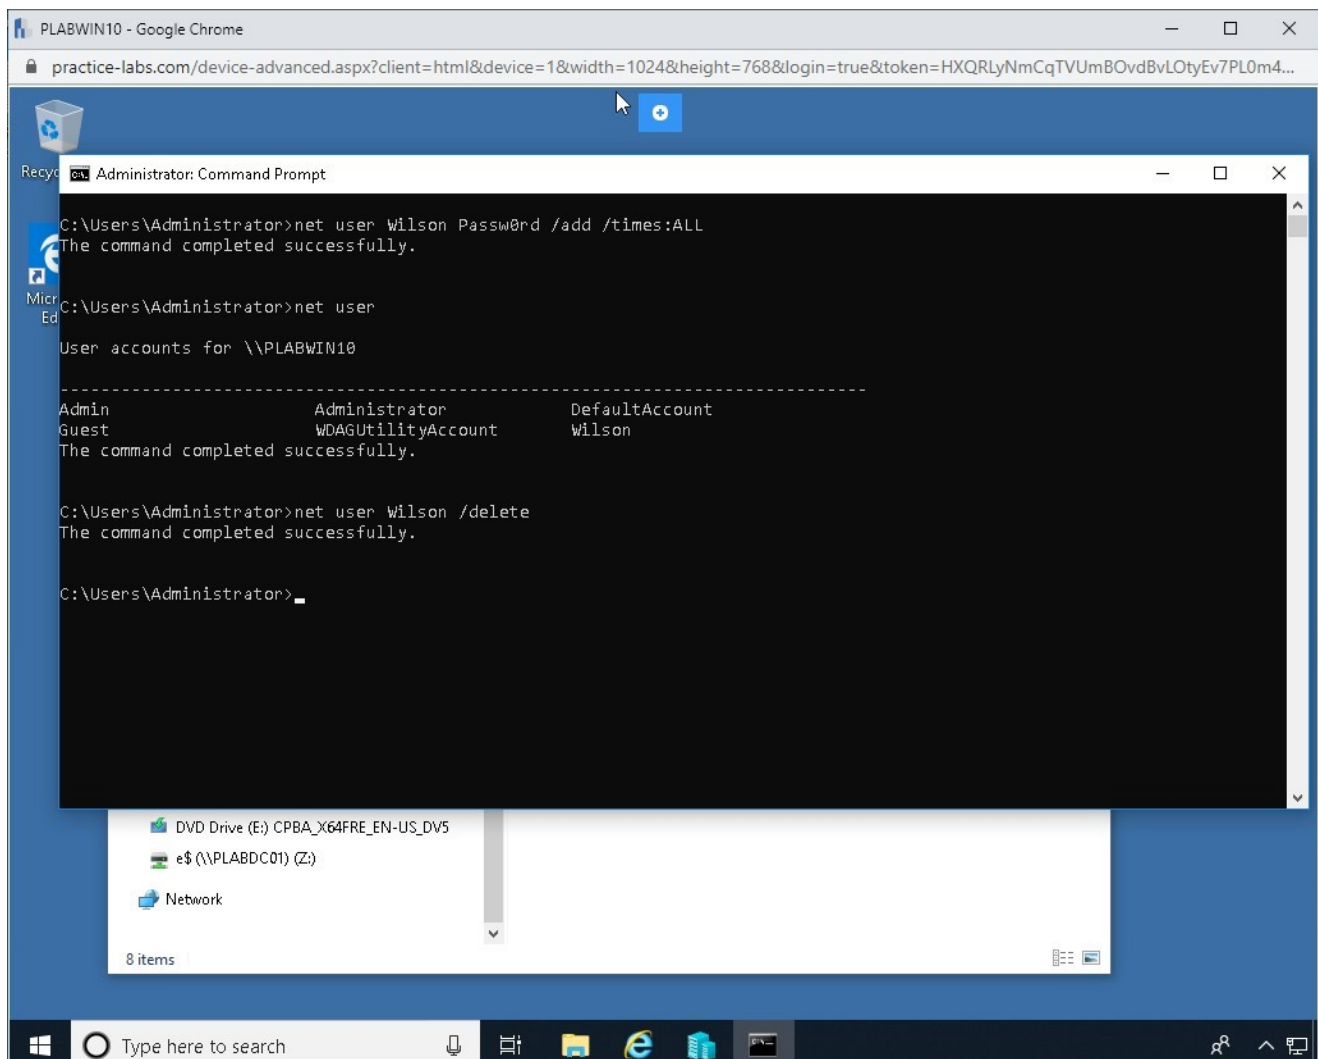 PLABWIN10 - Google Chrome
practice-labs.com/device-advanced.aspx?client=html&device=1&width=1024&height=768&login=true&token=HXQRLyNmCqTVUmBOvdBvLOtyEv7PL0m4...
Recyc
Administrator: Command Prompt
C:\Users\Administrator>net user Wilson Passw0rd /add /times:ALL
The command completed successfully.
Micr
Ed
C:\Users\Administrator>net user
User accounts for \\PLABWIN10
-------------------------------------------------------------------------------
Admin Administrator DefaultAccount
Guest WDAGUtilityAccount Wilson
The command completed successfully.
C:\Users\Administrator>net user Wilson /delete
The command completed successfully.
C:\Users\Administrator>
DVD Drive (E:) CPBA_X64FRE_EN-US_DV5
e$ (\\PLABDC01) (Z:)
Network
8 items
Type here to search